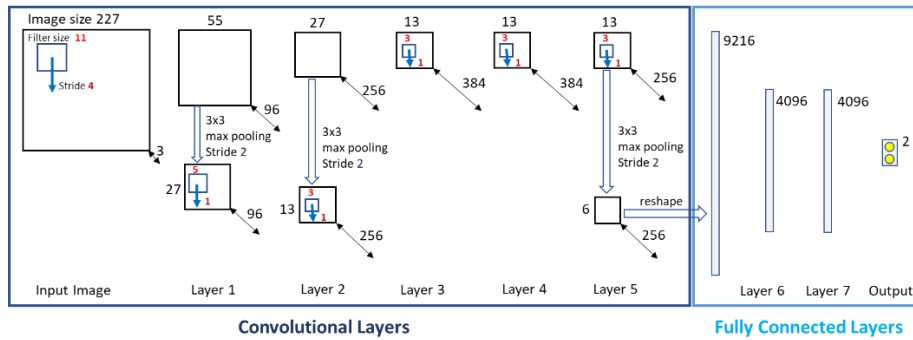 Image size 227
Filter size 11
Stride 4
3
Input Image
55
96
3x3
max pooling
Stride 2
27
5
1
96
Layer 1
27
256
3x3
max pooling
Stride 2
13
3
1
256
Layer 2
13
3
1
384
Layer 3
13
3
1
384
Layer 4
13
3
1
256
3x3
max pooling
Stride 2
6
256
Layer 5
reshape
9216
4096
Layer 6
4096
Layer 7
2
Output
Convolutional Layers
Fully Connected Layers